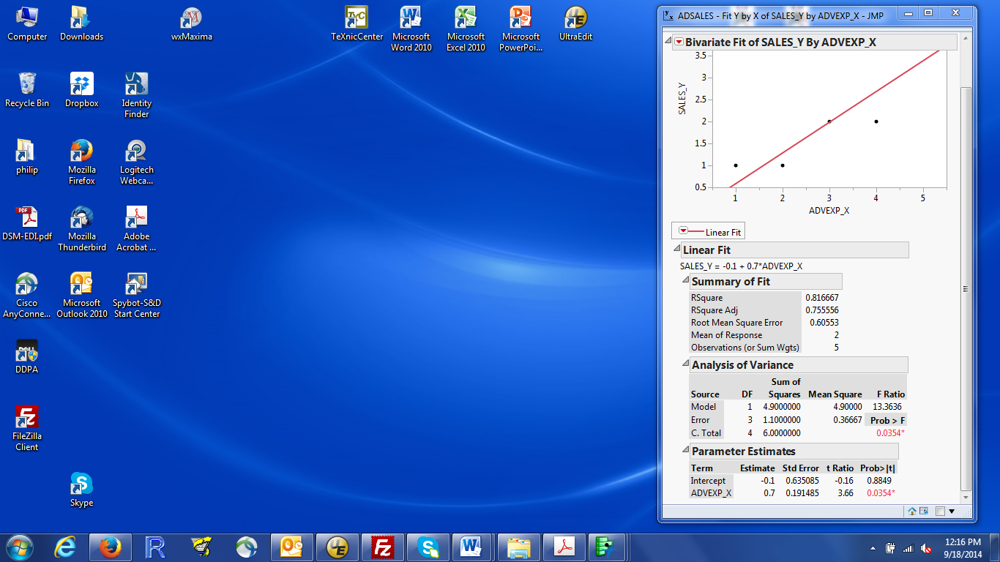 Computer
Downloads
wxMaxima
TeXnicCenter
Microsoft
Word 2010
Microsoft
Excel 2010
Microsoft
PowerPoi...
UltraEdit
Recycle Bin
Dropbox
Identity
Finder
philip
Mozilla
Firefox
Logitech
Webca...
PDF
DSM-EDI.pdf
Mozilla
Thunderbird
Adobe
Acrobat ...
Cisco
AnyConne...
Microsoft
Outlook 2010
Spybot-S&D
Start Center
DELL
DDPA
FileZilla
Client
Skype
ADSALES - Fit Y by X of SALES_Y by ADVEXP_X - JMP
Bivariate Fit of SALES_Y By ADVEXP_X
SALES_Y
3.5
3
2.5
2
1.5
1
0.5
1 2 3 4 5
ADVEXP_X
Linear Fit
Linear Fit
SALES_Y = -0.1 + 0.7*ADVEXP_X
Summary of Fit
RSquare 0.816667
RSquare Adj 0.755556
Root Mean Square Error 0.60553
Mean of Response 2
Observations (or Sum Wgts) 5
Analysis of Variance
Sum of
Source DF Squares Mean Square F Ratio
Model 1 4.9000000 4.90000 13.3636
Error 3 1.1000000 0.36667 Prob > F
C. Total 4 6.0000000 0.0354*
Parameter Estimates
Term Estimate Std Error t Ratio Prob>|t|
Intercept -0.1 0.635085 -0.16 0.8849
ADVEXP_X 0.7 0.191485 3.66 0.0354*
12:16 PM
9/18/2014